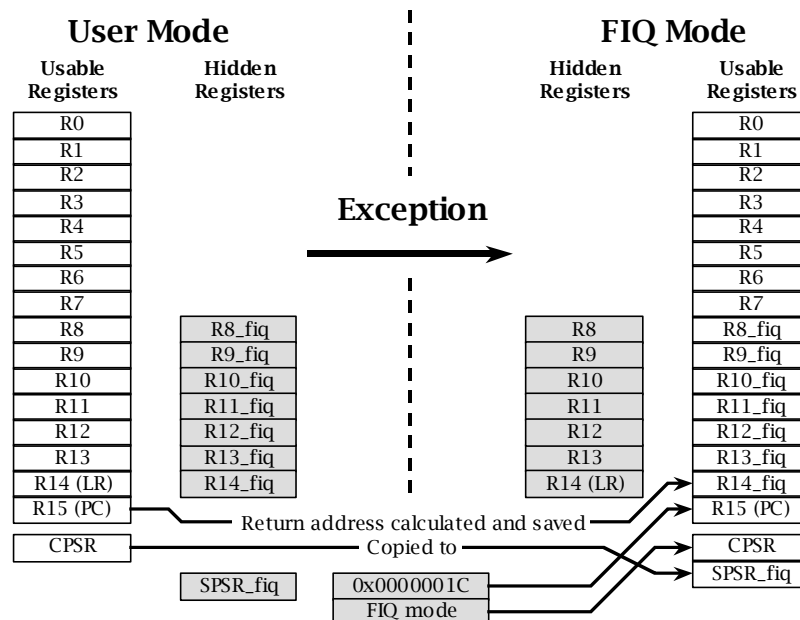 User Mode
FIQ Mode
Usable
Registers
Hidden
Registers
Hidden
Registers
Usable
Registers
R0
R1
R2
R3
R4
R5
R6
R7
R8
R9
R10
R11
R12
R13
R14 (LR)
R15 (PC)
CPSR
R8_fiq
R9_fiq
R10_fiq
R11_fiq
R12_fiq
R13_fiq
R14_fiq
SPSR_fiq
Exception
Return address calculated and saved
Copied to
0x0000001C
FIQ mode
R8
R9
R10
R11
R12
R13
R14 (LR)
R0
R1
R2
R3
R4
R5
R6
R7
R8_fiq
R9_fiq
R10_fiq
R11_fiq
R12_fiq
R13_fiq
R14_fiq
R15 (PC)
CPSR
SPSR_fiq